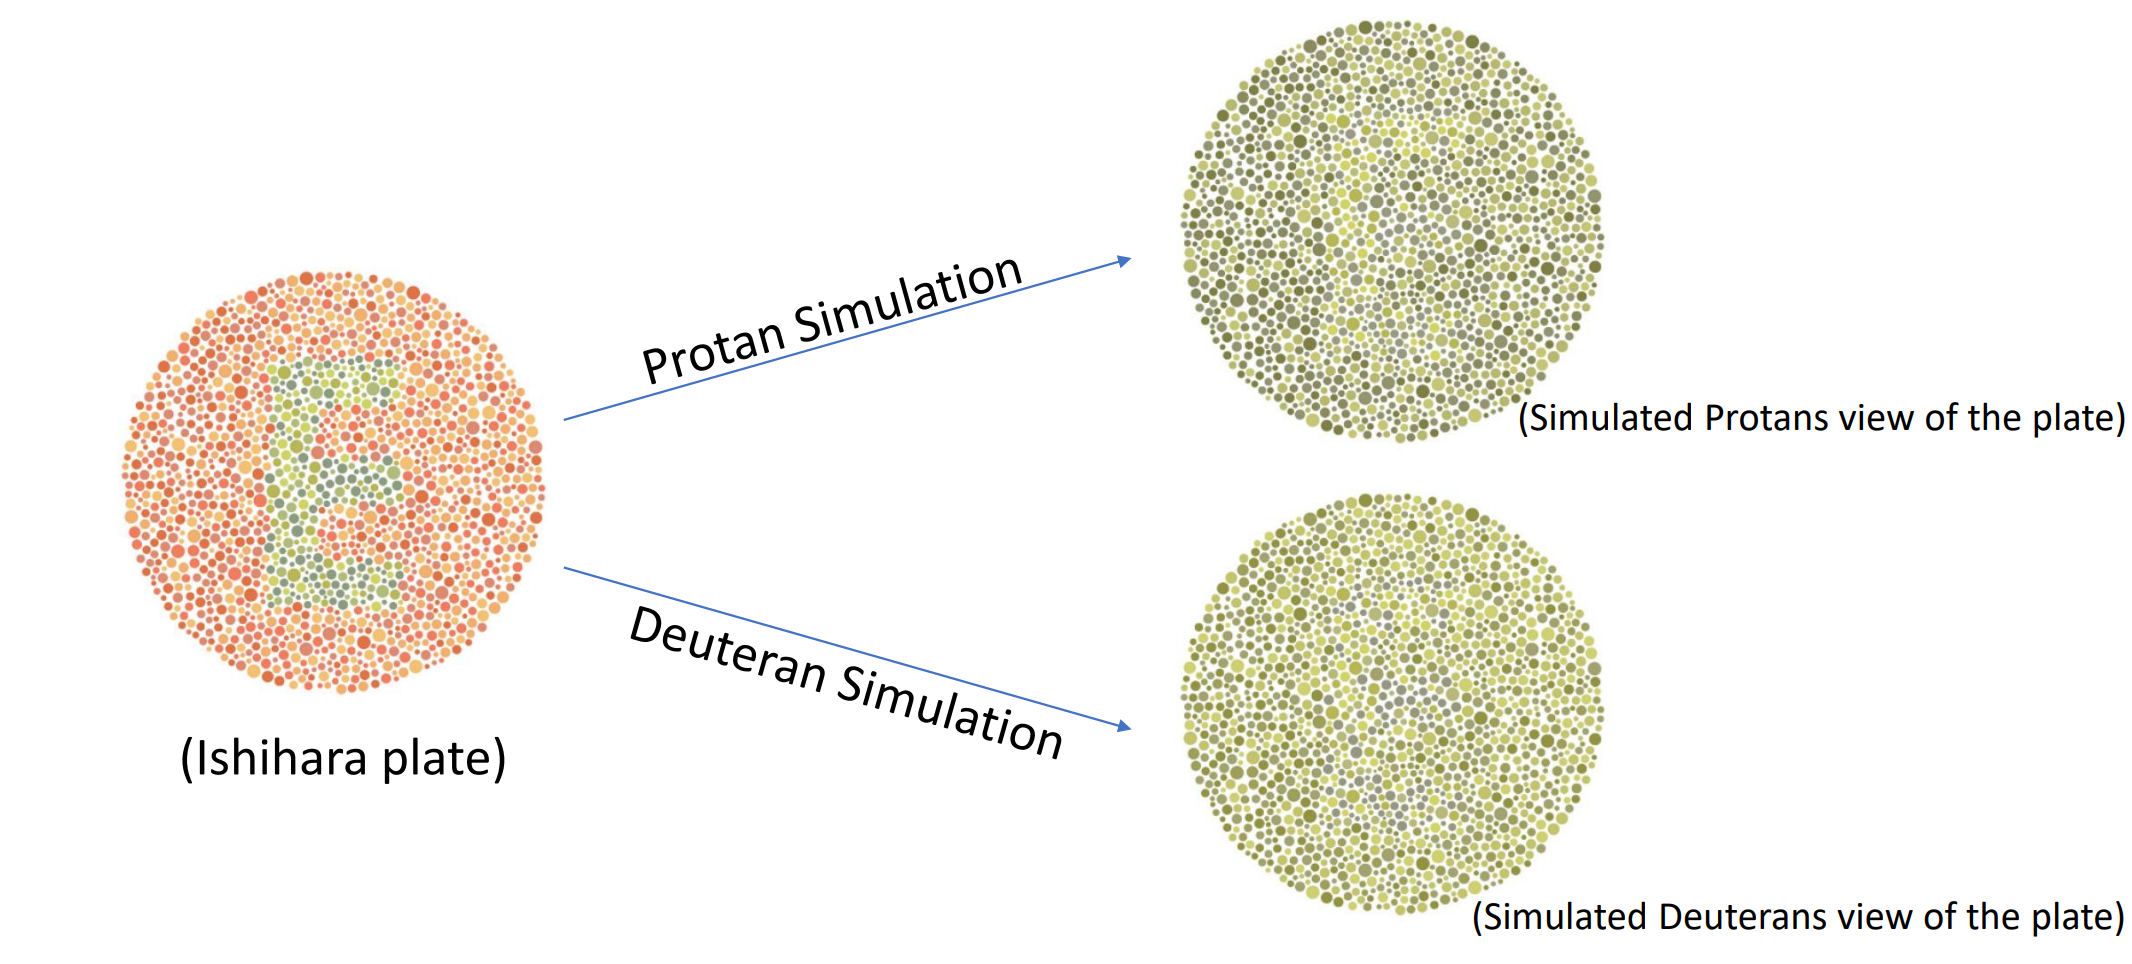 E
Protan Simulation
(Simulated Protans view of the plate)
Deuteran Simulation
(Ishihara plate)
(Simulated Deuterans view of the plate)